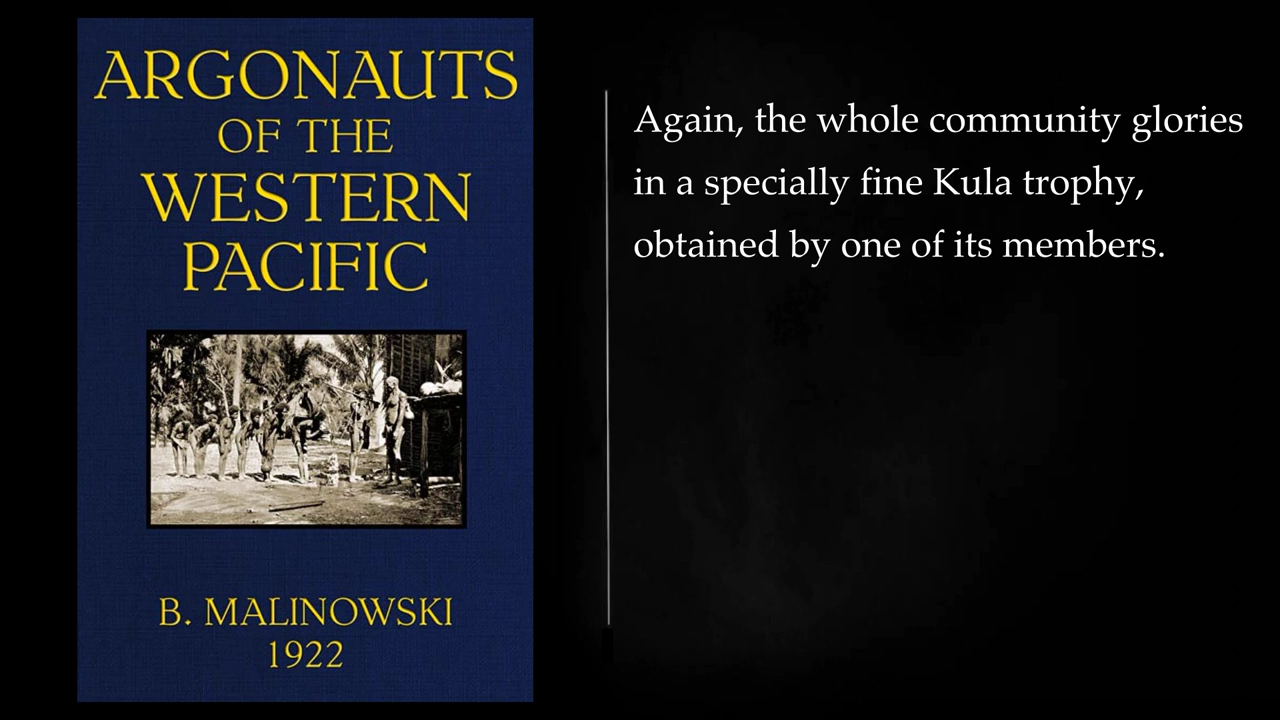 ARGONAUTS
OF THE
WESTERN
PACIFIC
B. MALINOWSKI
1922
Again, the whole community glories
in a specially fine Kula trophy,
obtained by one of its members.